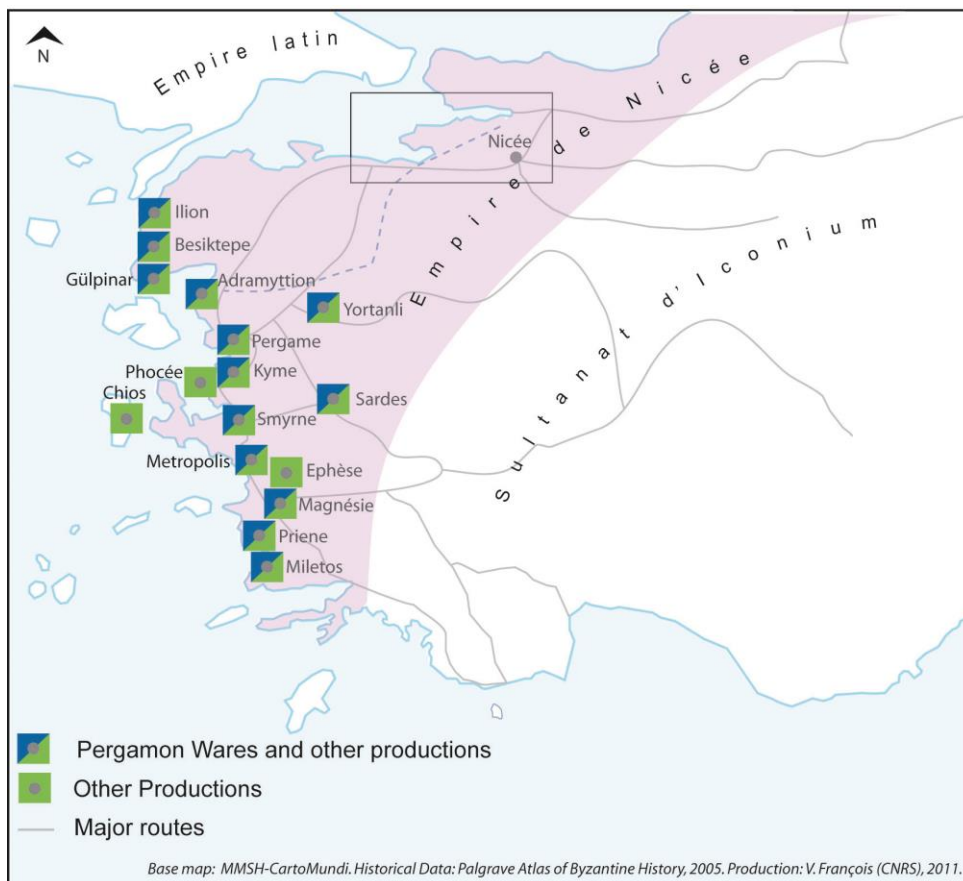 N
Empire latin
Empire de Nicée
Nicée
Ilion
Besiktepe
Gülpinar
Adramyttion
Yortanli
Pergame
Phocée
Kyme
Chios
Sardes
Smyrne
Metropolis
Ephèse
Magnésie
Priene
Miletos
Sultanat d'Iconium
Pergamon Wares and other productions
Other Productions
Major routes
Base map: MMSH-CartoMundi. Historical Data: Palgrave Atlas of Byzantine History, 2005. Production: V. François (CNRS), 2011.